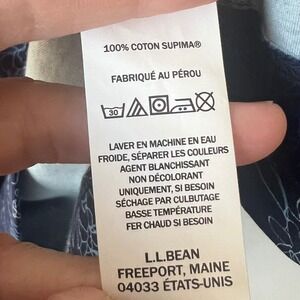 100% COTON SUPIMA®
FABRIQUÉ AU PÉROU
30
LAVER EN MACHINE EN EAU
FROIDE, SÉPARER LES COULEURS
AGENT BLANCHISSANT
NON DÉCOLORANT
UNIQUEMENT, SI BESOIN
SÉCHAGE PAR CULBUTAGE
BASSE TEMPÉRATURE
FER CHAUD SI BESOIN
L.L.BEAN
FREEPORT, MAINE
04033 ÉTATS-UNIS